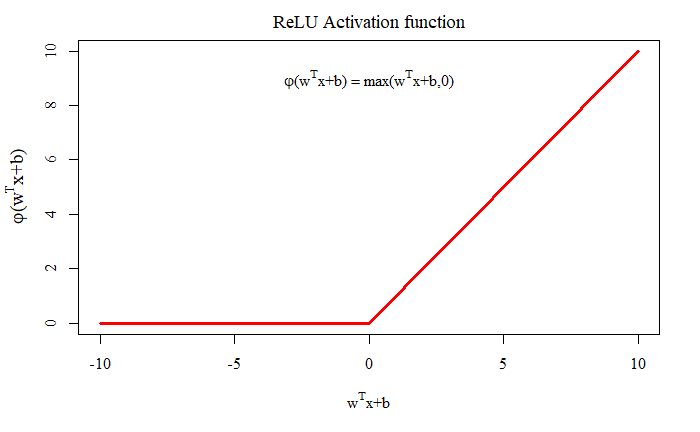 ReLU Activation function
φ(wᵀx+b) = max(wᵀx+b,0)
φ(wᵀx+b)
10
8
6
4
2
0
-10 -5 0 5 10
wᵀx+b